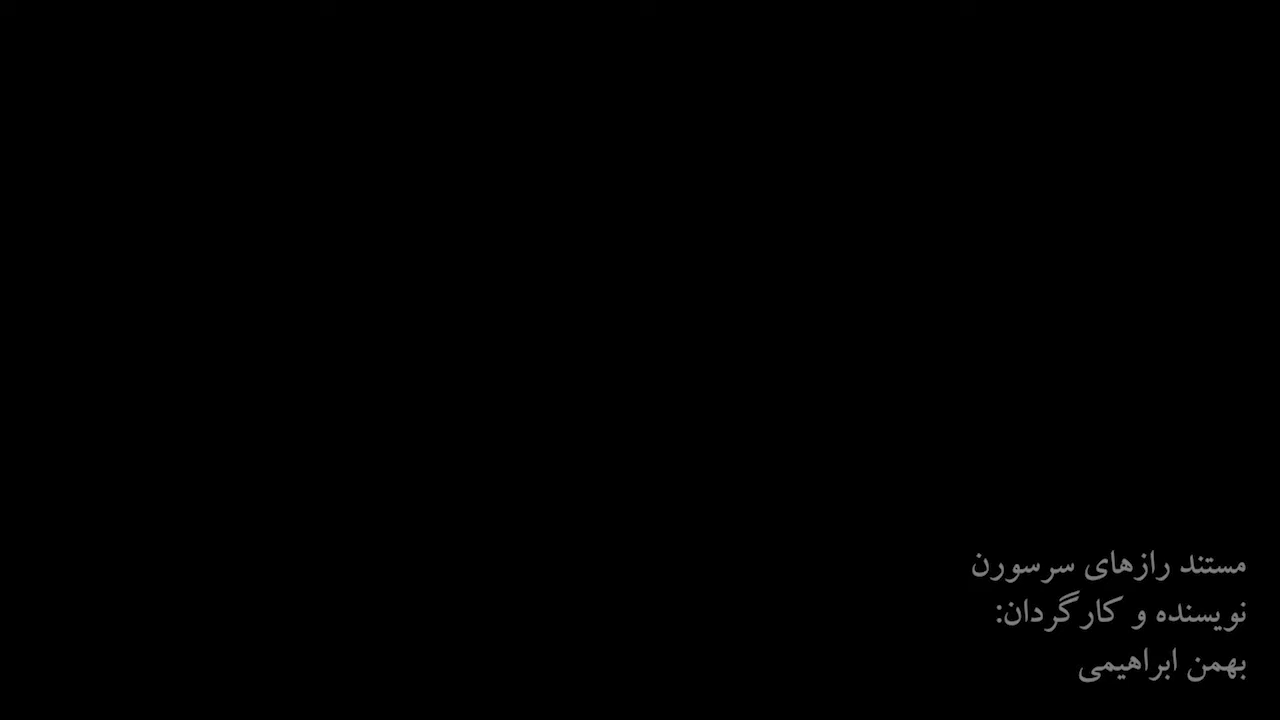 مستند رازهای سرسورن
نویسنده و کارگردان:
بهمن ابراهیمی